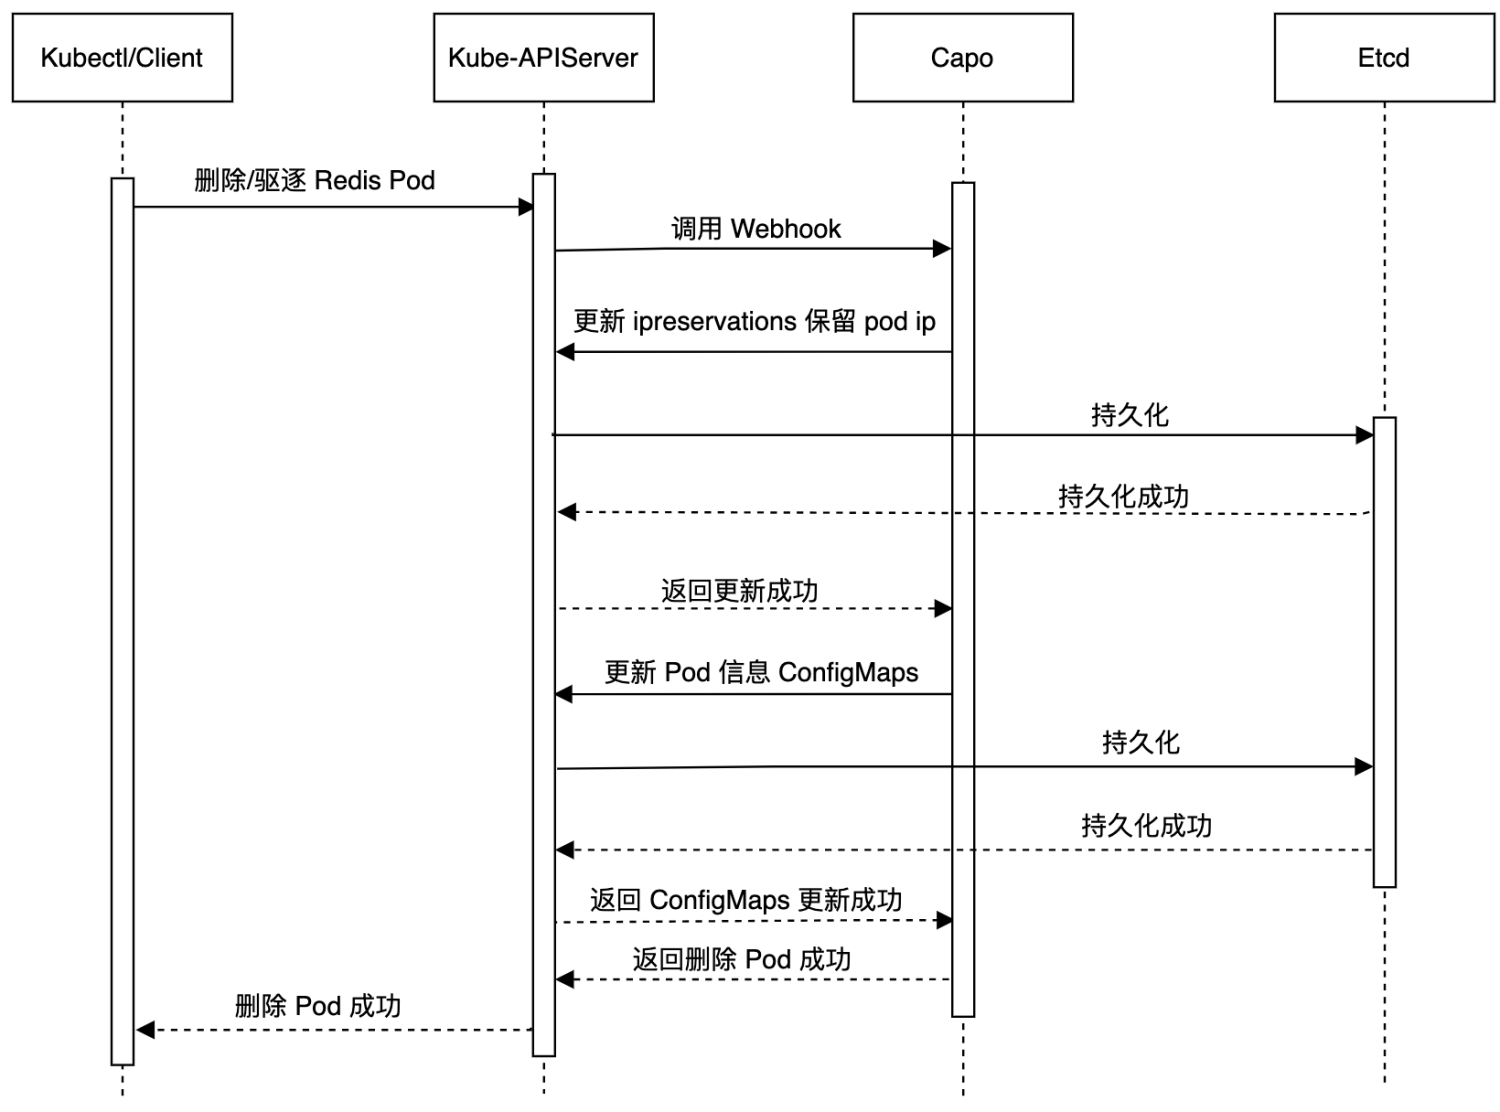 Kubectl/Client
Kube-APIServer
Capo
Etcd
删除/驱逐 Redis Pod
调用 Webhook
更新 ipreservations 保留 pod ip
持久化
持久化成功
返回更新成功
更新 Pod 信息 ConfigMaps
持久化
持久化成功
返回 ConfigMaps 更新成功
返回删除 Pod 成功
删除 Pod 成功